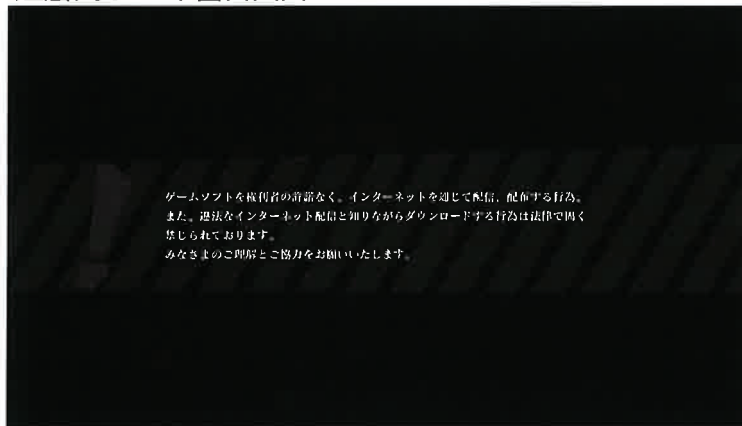 ゲームソフトを権利者の許諾なく、インターネットを通じて配信、配布する行為。
また、違法なインターネット配信と知りながらダウンロードする行為は法律で固く
禁じられております。
みなさまのご理解とご協力をお願いいたします。